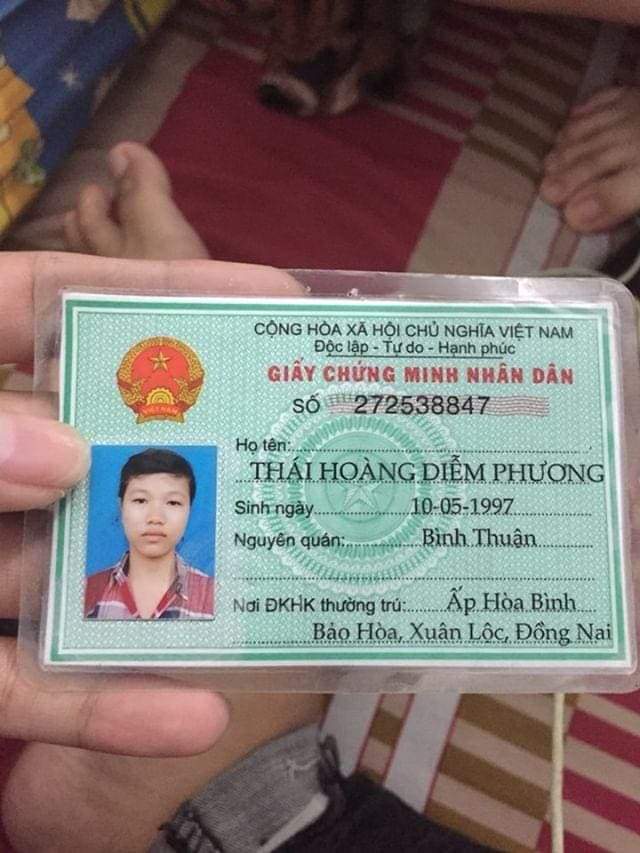 CỘNG HÒA XÃ HỘI CHỦ NGHĨA VIỆT NAM
Độc lập - Tự do - Hạnh phúc
GIẤY CHỨNG MINH NHÂN DÂN
SỐ 272538847
Họ tên:
THÁI HOÀNG DIỄM PHƯƠNG
Sinh ngày 10-05-1997
Nguyên quán: Bình Thuận
Nơi ĐKHK thường trú: Ấp Hòa Bình
Bảo Hòa, Xuân Lộc, Đồng Nai
VIỆT NAM